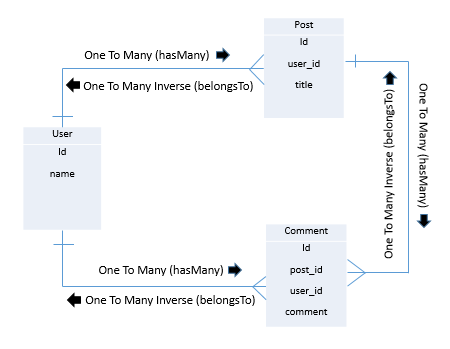 Post
Id
user_id
title
One To Many (hasMany)
One To Many Inverse (belongsTo)
User
Id
name
One To Many Inverse (belongsTo)
One To Many (hasMany)
Comment
Id
post_id
user_id
comment
One To Many (hasMany)
One To Many Inverse (belongsTo)